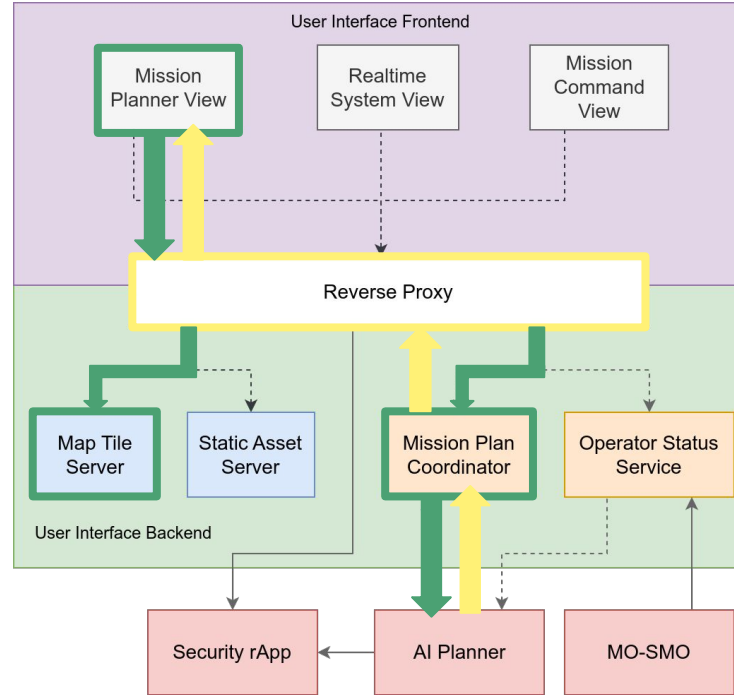 User Interface Frontend
Mission
Planner View
Realtime
System View
Mission
Command
View
Reverse Proxy
Map Tile
Server
Static Asset
Server
Mission Plan
Coordinator
Operator Status
Service
User Interface Backend
Security rApp
AI Planner
MO-SMO